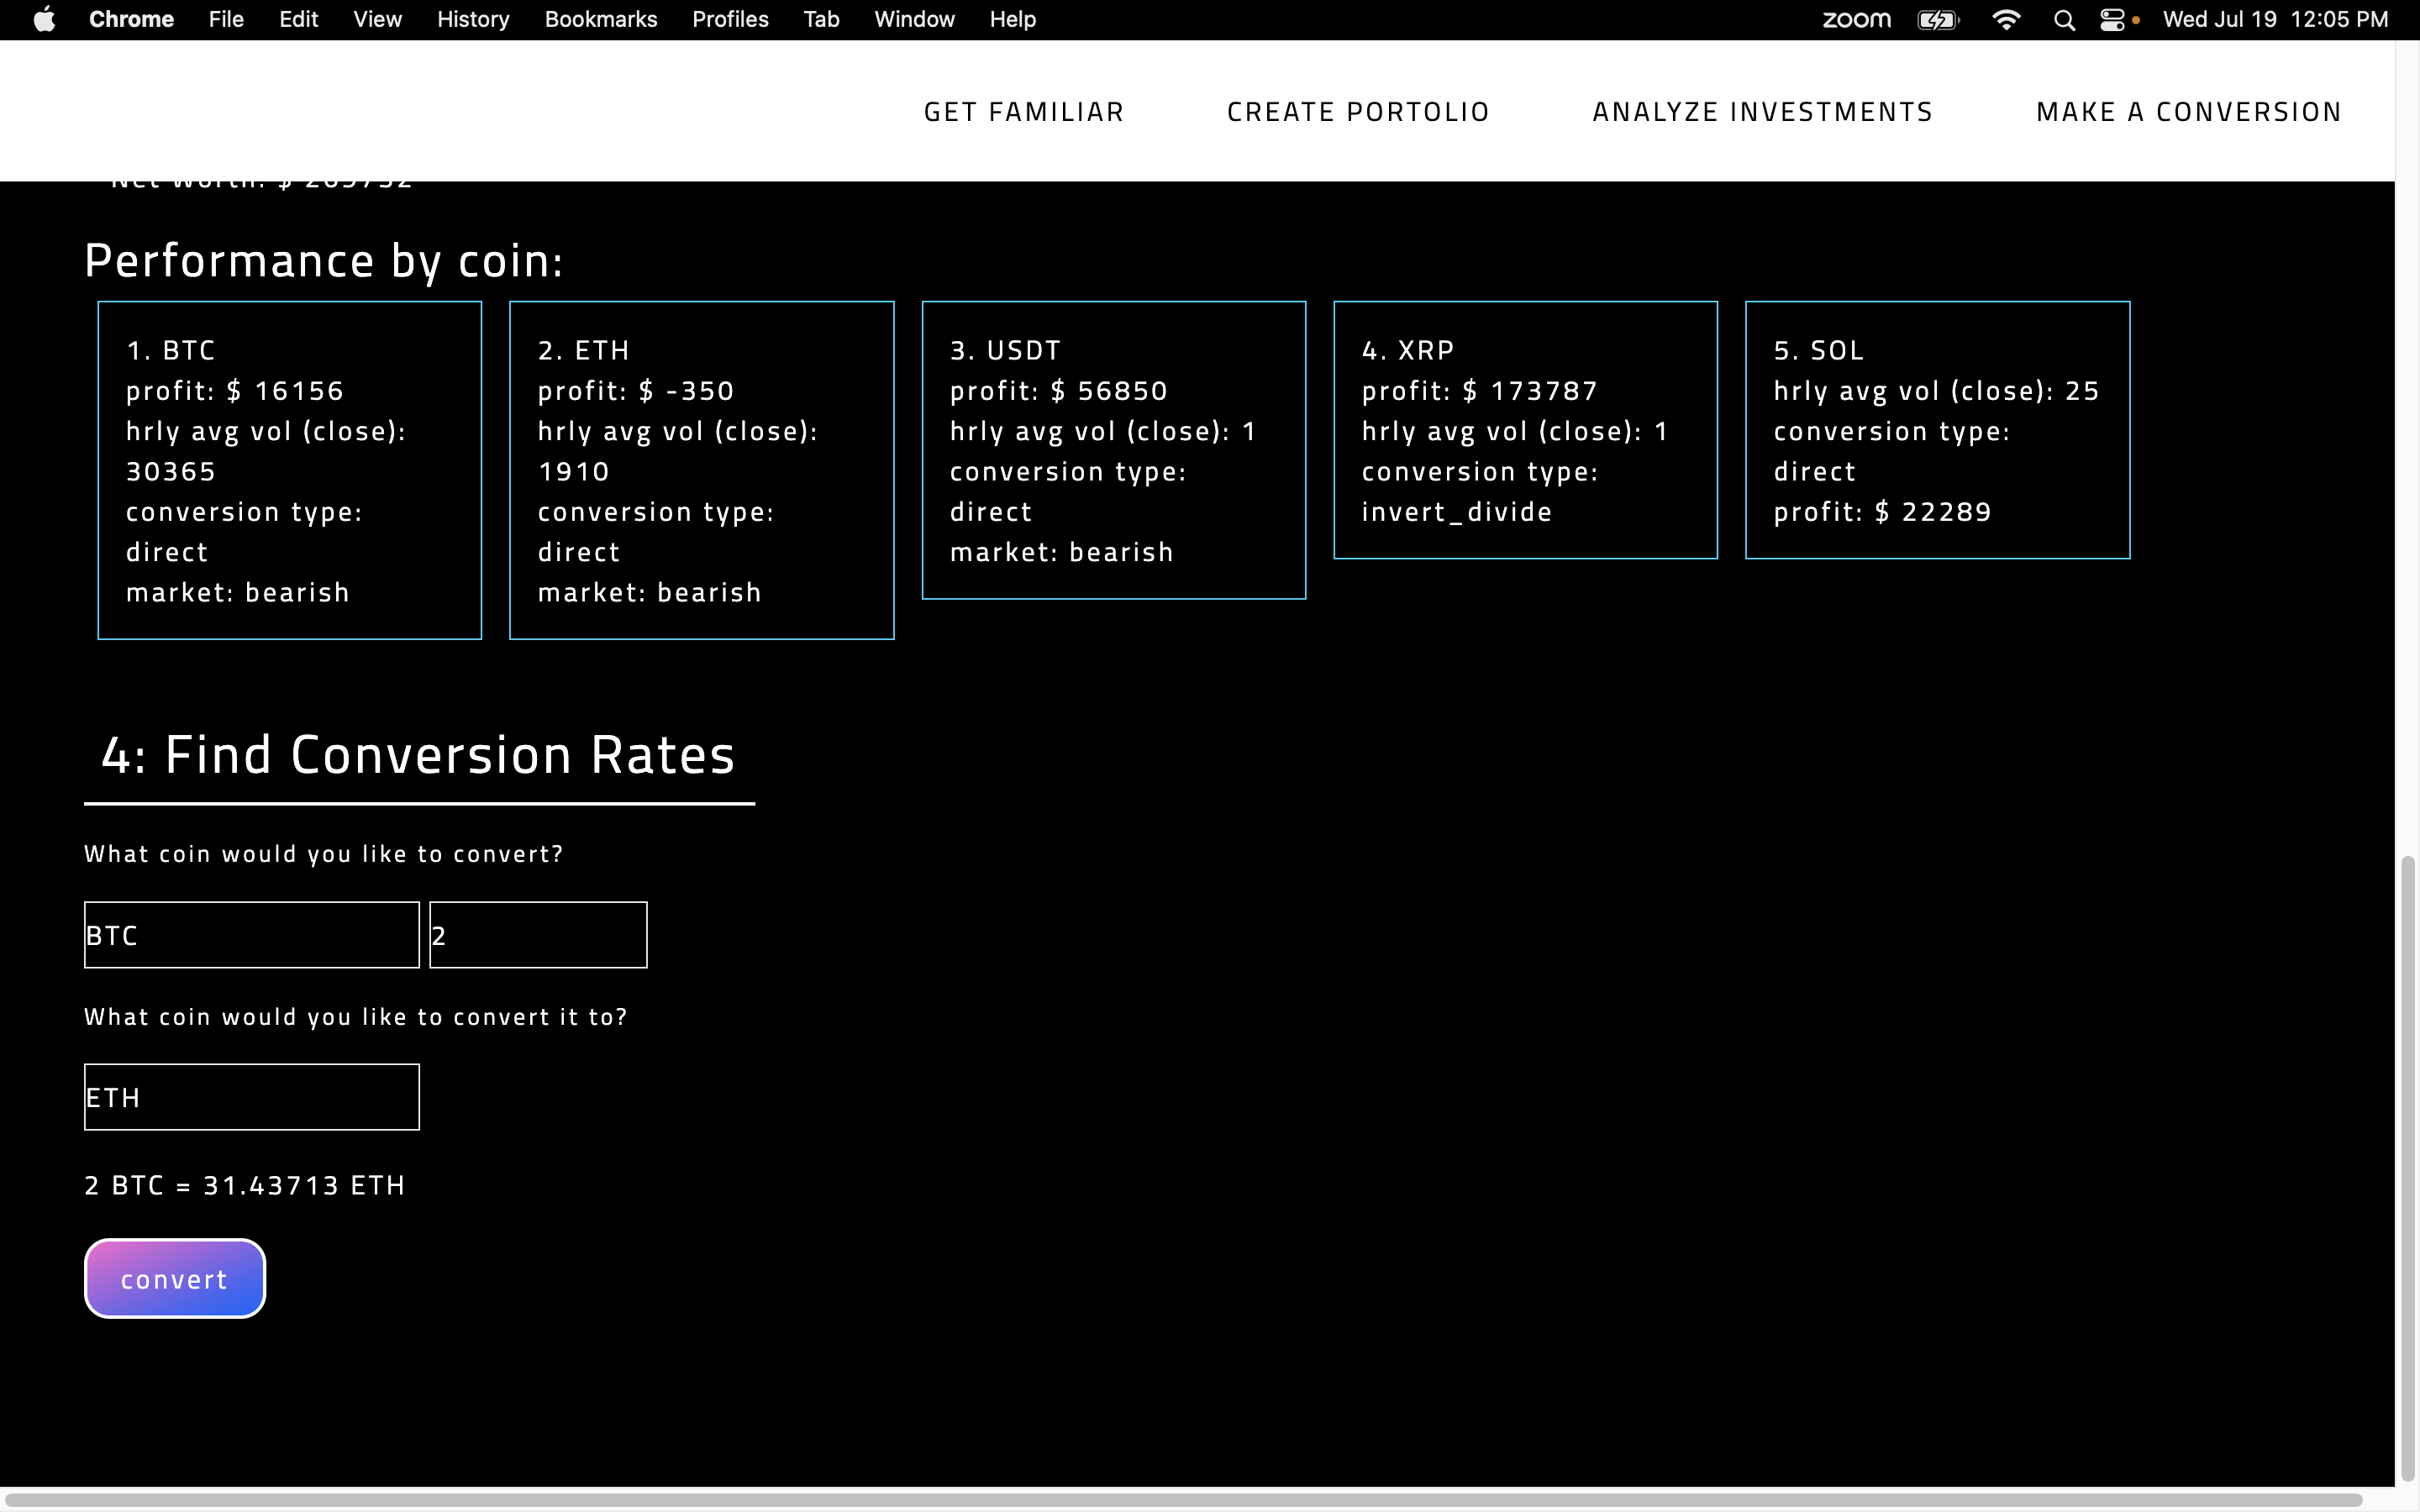 Chrome File Edit View History Bookmarks Profiles Tab Window Help zoom Wed Jul 19 12:05 PM
GET FAMILIAR CREATE PORTOLIO ANALYZE INVESTMENTS MAKE A CONVERSION
Net Worth: $
Performance by coin:
1. BTC
profit: $ 16156
hrly avg vol (close):
30365
conversion type:
direct
market: bearish
2. ETH
profit: $ -350
hrly avg vol (close):
1910
conversion type:
direct
market: bearish
3. USDT
profit: $ 56850
hrly avg vol (close): 1
conversion type:
direct
market: bearish
4. XRP
profit: $ 173787
hrly avg vol (close): 1
conversion type:
invert_divide
5. SOL
hrly avg vol (close): 25
conversion type:
direct
profit: $ 22289
4: Find Conversion Rates
What coin would you like to convert?
BTC 2
What coin would you like to convert it to?
ETH
2 BTC = 31.43713 ETH
convert